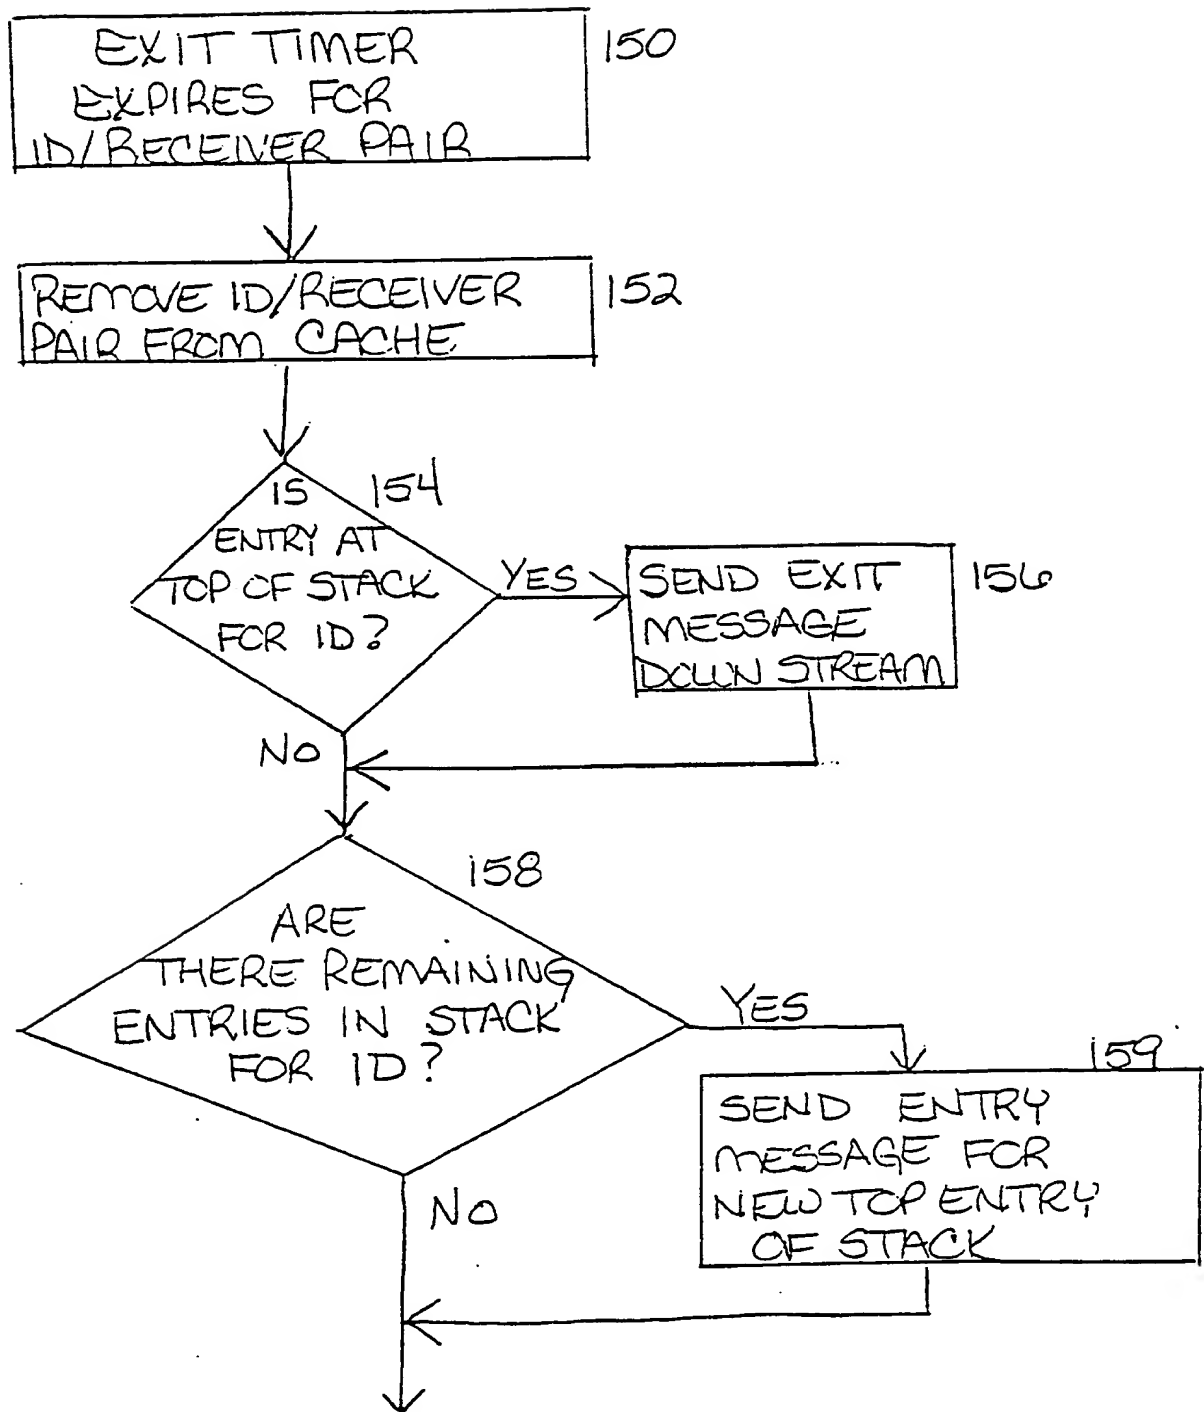 EXIT TIMER
EXPIRES FOR
ID/RECEIVER PAIR
150
REMOVE ID/RECEIVER
PAIR FROM CACHE
152
IS
ENTRY AT
TOP OF STACK
FOR ID?
154
YES
SEND EXIT
MESSAGE
DOWN STREAM
156
NO
158
ARE
THERE REMAINING
ENTRIES IN STACK
FOR ID?
YES
159
SEND ENTRY
MESSAGE FOR
NEW TOP ENTRY
OF STACK
NO